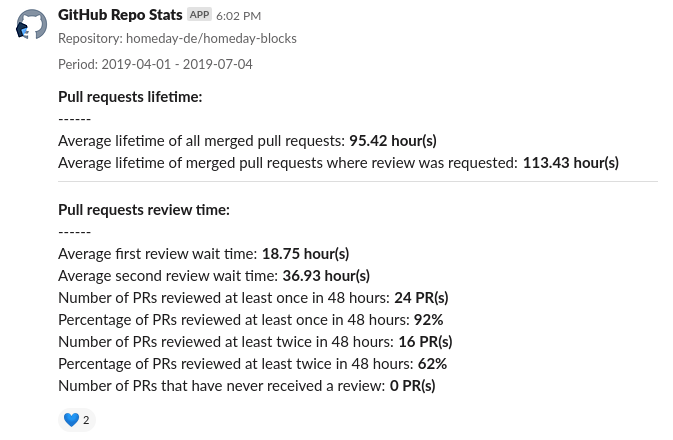 GitHub Repo Stats APP 6:02 PM
Repository: homeday-de/homeday-blocks
Period: 2019-04-01 - 2019-07-04
Pull requests lifetime:
------
Average lifetime of all merged pull requests: 95.42 hour(s)
Average lifetime of merged pull requests where review was requested: 113.43 hour(s)
Pull requests review time:
------
Average first review wait time: 18.75 hour(s)
Average second review wait time: 36.93 hour(s)
Number of PRs reviewed at least once in 48 hours: 24 PR(s)
Percentage of PRs reviewed at least once in 48 hours: 92%
Number of PRs reviewed at least twice in 48 hours: 16 PR(s)
Percentage of PRs reviewed at least twice in 48 hours: 62%
Number of PRs that have never received a review: 0 PR(s)
2